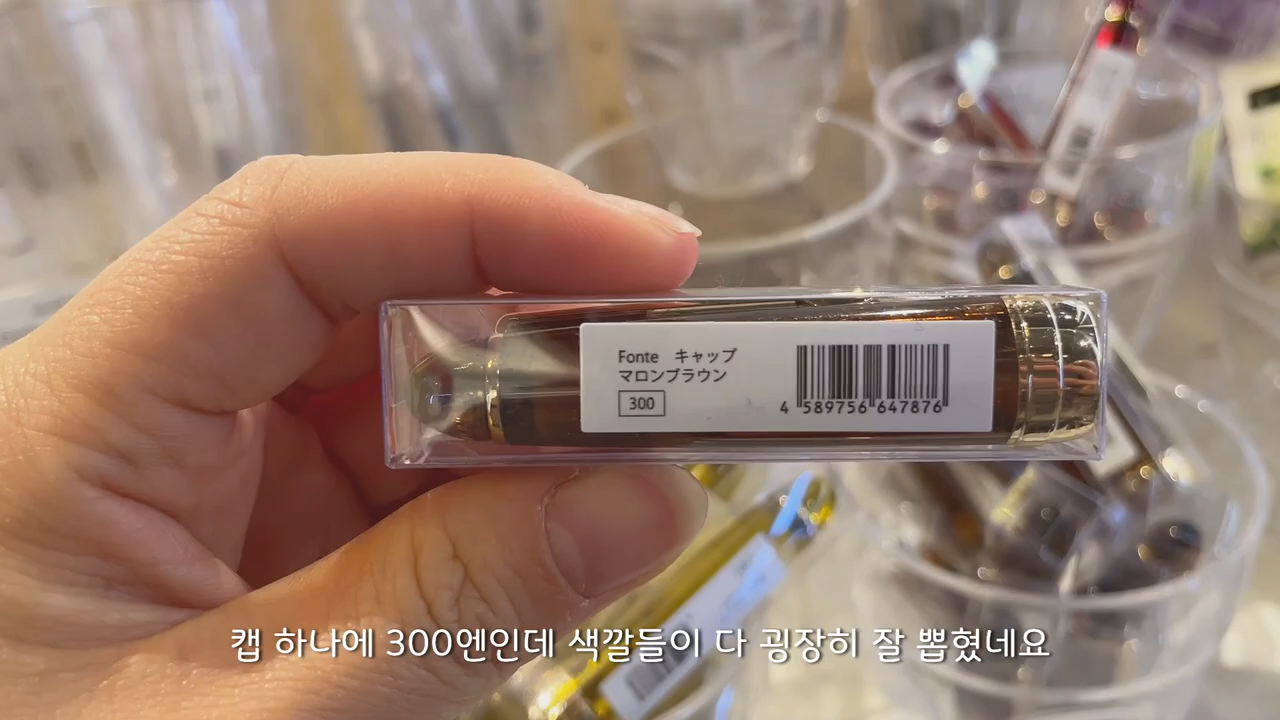 Fonte キャップ
マロンブラウン
300
4 589756 647876
캡 하나에 300엔인데 색깔들이 다 굉장히 잘 뽑혔네요